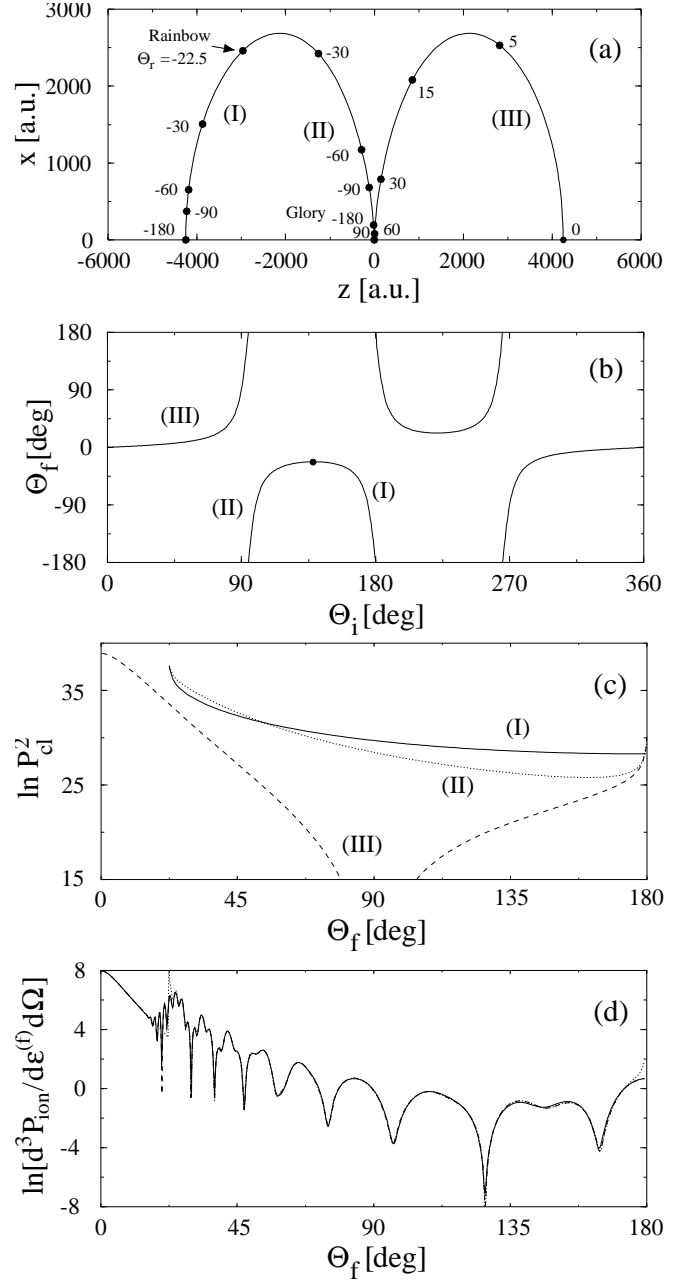 3000
2000
1000
0
x [a.u.]
Rainbow
Θr = -22.5
(a)
-30
5
15
(I)
(II)
(III)
-30
-60
-60
-90
30
-90
Glory
-180
-180
90
60
0
-6000 -4000 -2000 0 2000 4000 6000
z [a.u.]
180
90
0
-90
-180
Θf [deg]
(b)
(III)
(II)
(I)
0 90 180 270 360
Θi [deg]
35
25
15
ln P²cl
(c)
(I)
(II)
(III)
0 45 90 135 180
Θf [deg]
8
4
0
-4
-8
ln[d³Pion/dε(f)dΩ]
(d)
0 45 90 135 180
Θf [deg]